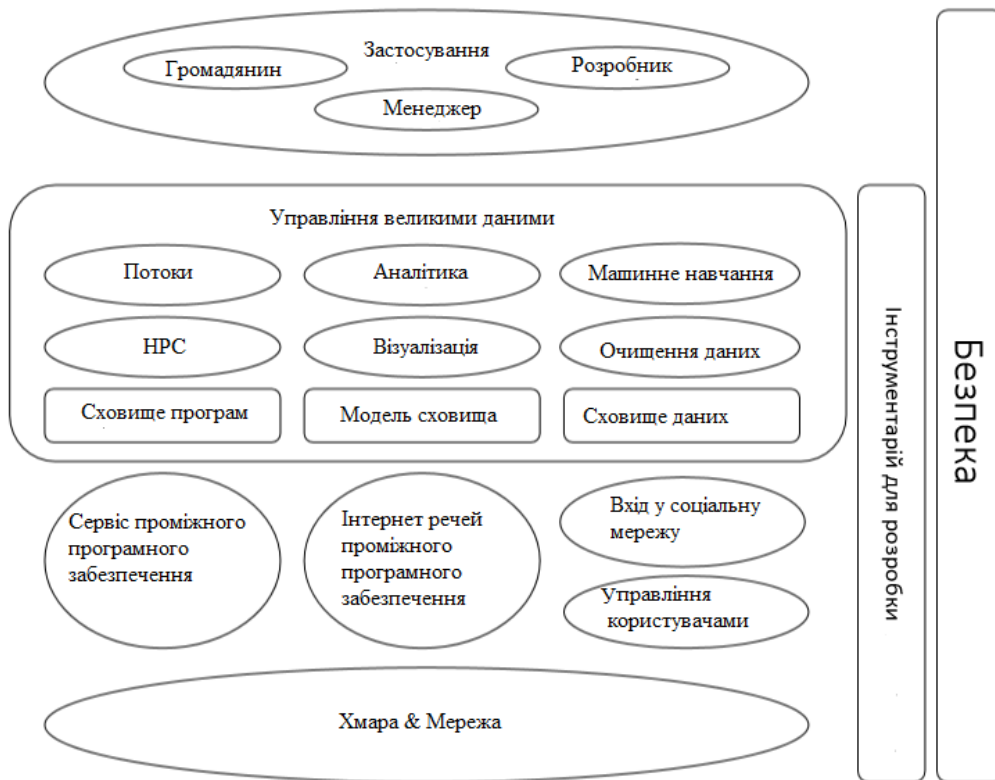 Застосування
Громадянин
Розробник
Менеджер
Управління великими даними
Потоки
Аналітика
Машинне навчання
HPC
Візуалізація
Очищення даних
Сховище програм
Модель сховища
Сховище даних
Сервіс проміжного
програмного
забезпечення
Інтернет речей
проміжного
програмного
забезпечення
Вхід у соціальну
мережу
Управління
користувачами
Хмара & Мережа
Інструментарій для розробки
Безпека